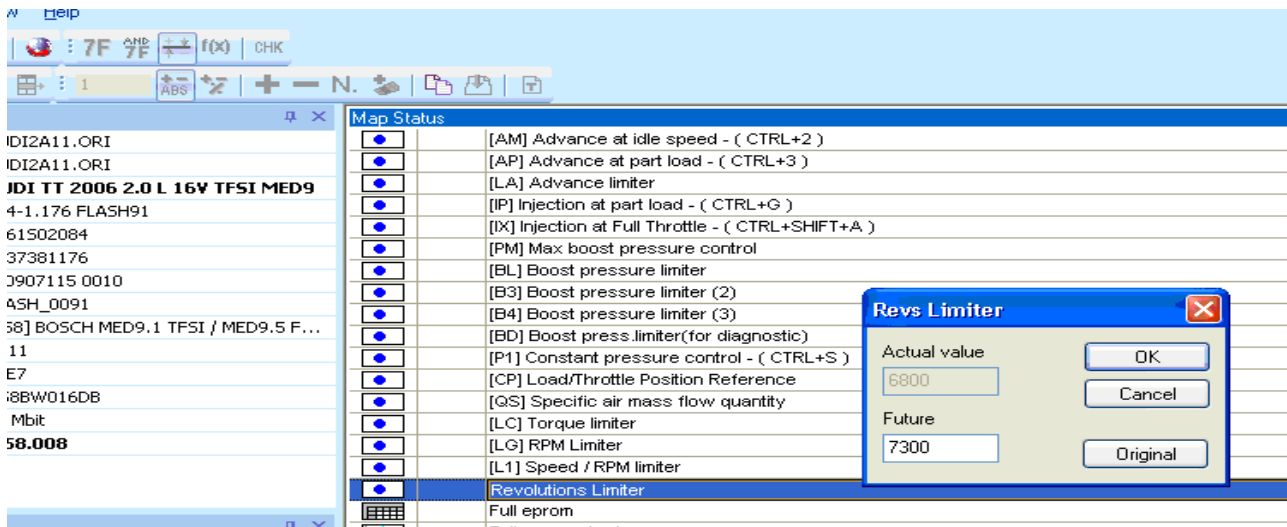 Help
7F AND 7F f(x) CHK
1 ABS N. T
Map Status
JDI2A11.ORI
JDI2A11.ORI
JDI TT 2006 2.0 L 16V TFSI MED9
4-1.176 FLASH91
61S02084
37381176
0907115 0010
ASH_0091
58] BOSCH MED9.1 TFSI / MED9.5 F...
11
E7
58BW016DB
Mbit
58.008
[AM] Advance at idle speed - ( CTRL+2 )
[AP] Advance at part load - ( CTRL+3 )
[LA] Advance limiter
[IP] Injection at part load - ( CTRL+G )
[IX] Injection at Full Throttle - ( CTRL+SHIFT+A )
[PM] Max boost pressure control
[BL] Boost pressure limiter
[B3] Boost pressure limiter (2)
[B4] Boost pressure limiter (3)
[BD] Boost press.limiter(for diagnostic)
[P1] Constant pressure control - ( CTRL+S )
[CP] Load/Throttle Position Reference
[QS] Specific air mass flow quantity
[LC] Torque limiter
[LG] RPM Limiter
[L1] Speed / RPM limiter
Revolutions Limiter
Full eprom
Revs Limiter
Actual value
6800
Future
7300
OK
Cancel
Original